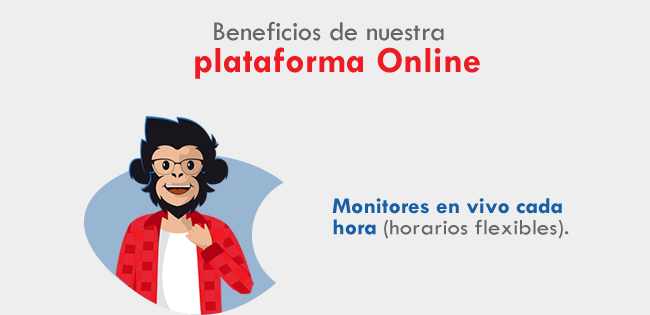 Beneficios de nuestra
plataforma Online
Monitores en vivo cada
hora (horarios flexibles).